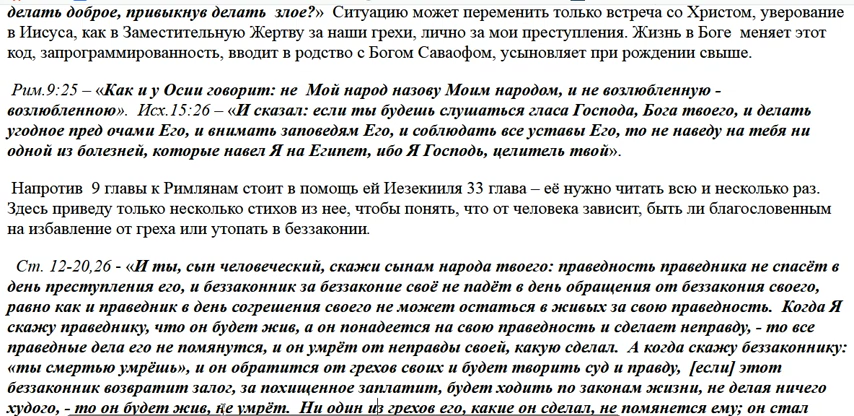 делать доброе, привыкнув делать злое?» Ситуацию может переменить только встреча со Христом, уверование
в Иисуса, как в Заместительную Жертву за наши грехи, лично за мои преступления. Жизнь в Боге меняет этот
код, запрограммированность, вводит в родство с Богом Саваофом, усыновляет при рождении свыше.
Рим.9:25 – «Как и у Осии говорит: не Мой народ назову Моим народом, и не возлюбленную -
возлюбленною». Исх.15:26 – «И сказал: если ты будешь слушаться гласа Господа, Бога твоего, и делать
угодное пред очами Его, и внимать заповедям Его, и соблюдать все уставы Его, то не наведу на тебя ни
одной из болезней, которые навел Я на Египет, ибо Я Господь, целитель твой».
Напротив 9 главы к Римлянам стоит в помощь ей Иезекииля 33 глава – её нужно читать всю и несколько раз.
Здесь приведу только несколько стихов из нее, чтобы понять, что от человека зависит, быть ли благословенным
на избавление от греха или утопать в беззаконии.
Ст. 12-20,26 - «И ты, сын человеческий, скажи сынам народа твоего: праведность праведника не спасёт в
день преступления его, и беззаконник за беззаконие своё не падёт в день обращения от беззакония своего,
равно как и праведник в день согрешения своего не может остаться в живых за свою праведность. Когда Я
скажу праведнику, что он будет жив, а он понадеется на свою праведность и сделает неправду, - то все
праведные дела его не помянутся, и он умрёт от неправды своей, какую сделал. А когда скажу беззаконнику:
«ты смертью умрёшь», и он обратится от грехов своих и будет творить суд и правду, [если] этот
беззаконник возвратит залог, за похищенное заплатит, будет ходить по законам жизни, не делая ничего
худого, - то он будет жив, не умрёт. Ни один из грехов его, какие он сделал, не помянется ему; он стал